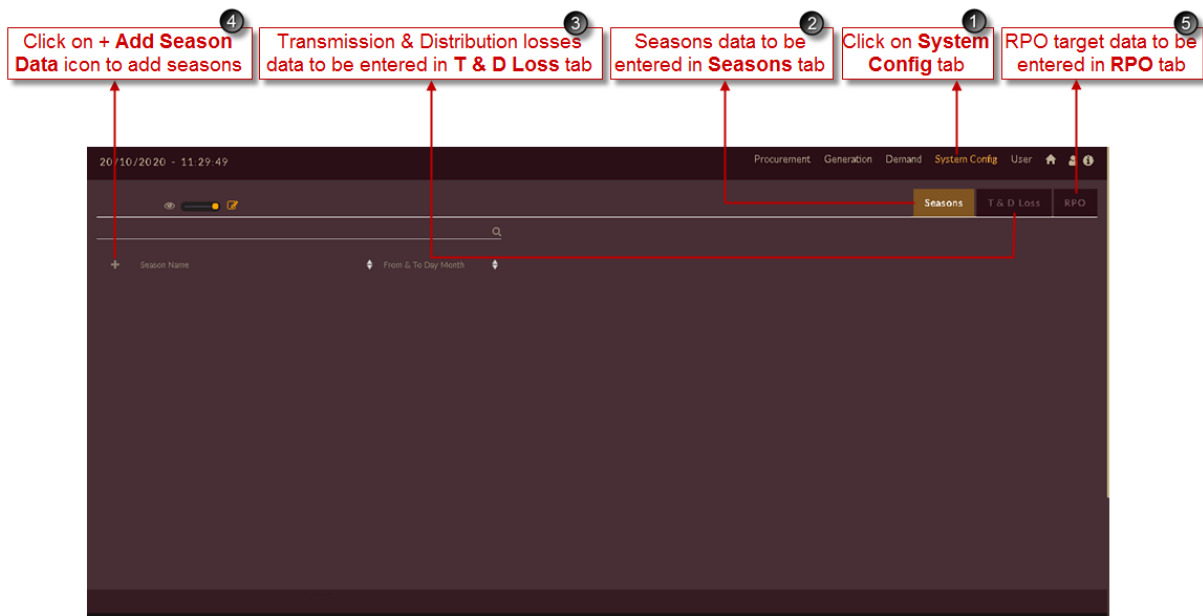 4
Click on + Add Season
Data icon to add seasons
3
Transmission & Distribution losses
data to be entered in T & D Loss tab
2
Seasons data to be
entered in Seasons tab
1
Click on System
Config tab
5
RPO target data to be
entered in RPO tab
20/10/2020 - 11:29:49
Procurement Generation Demand System Config User
Seasons T & D Loss RPO
Season Name From & To Day Month